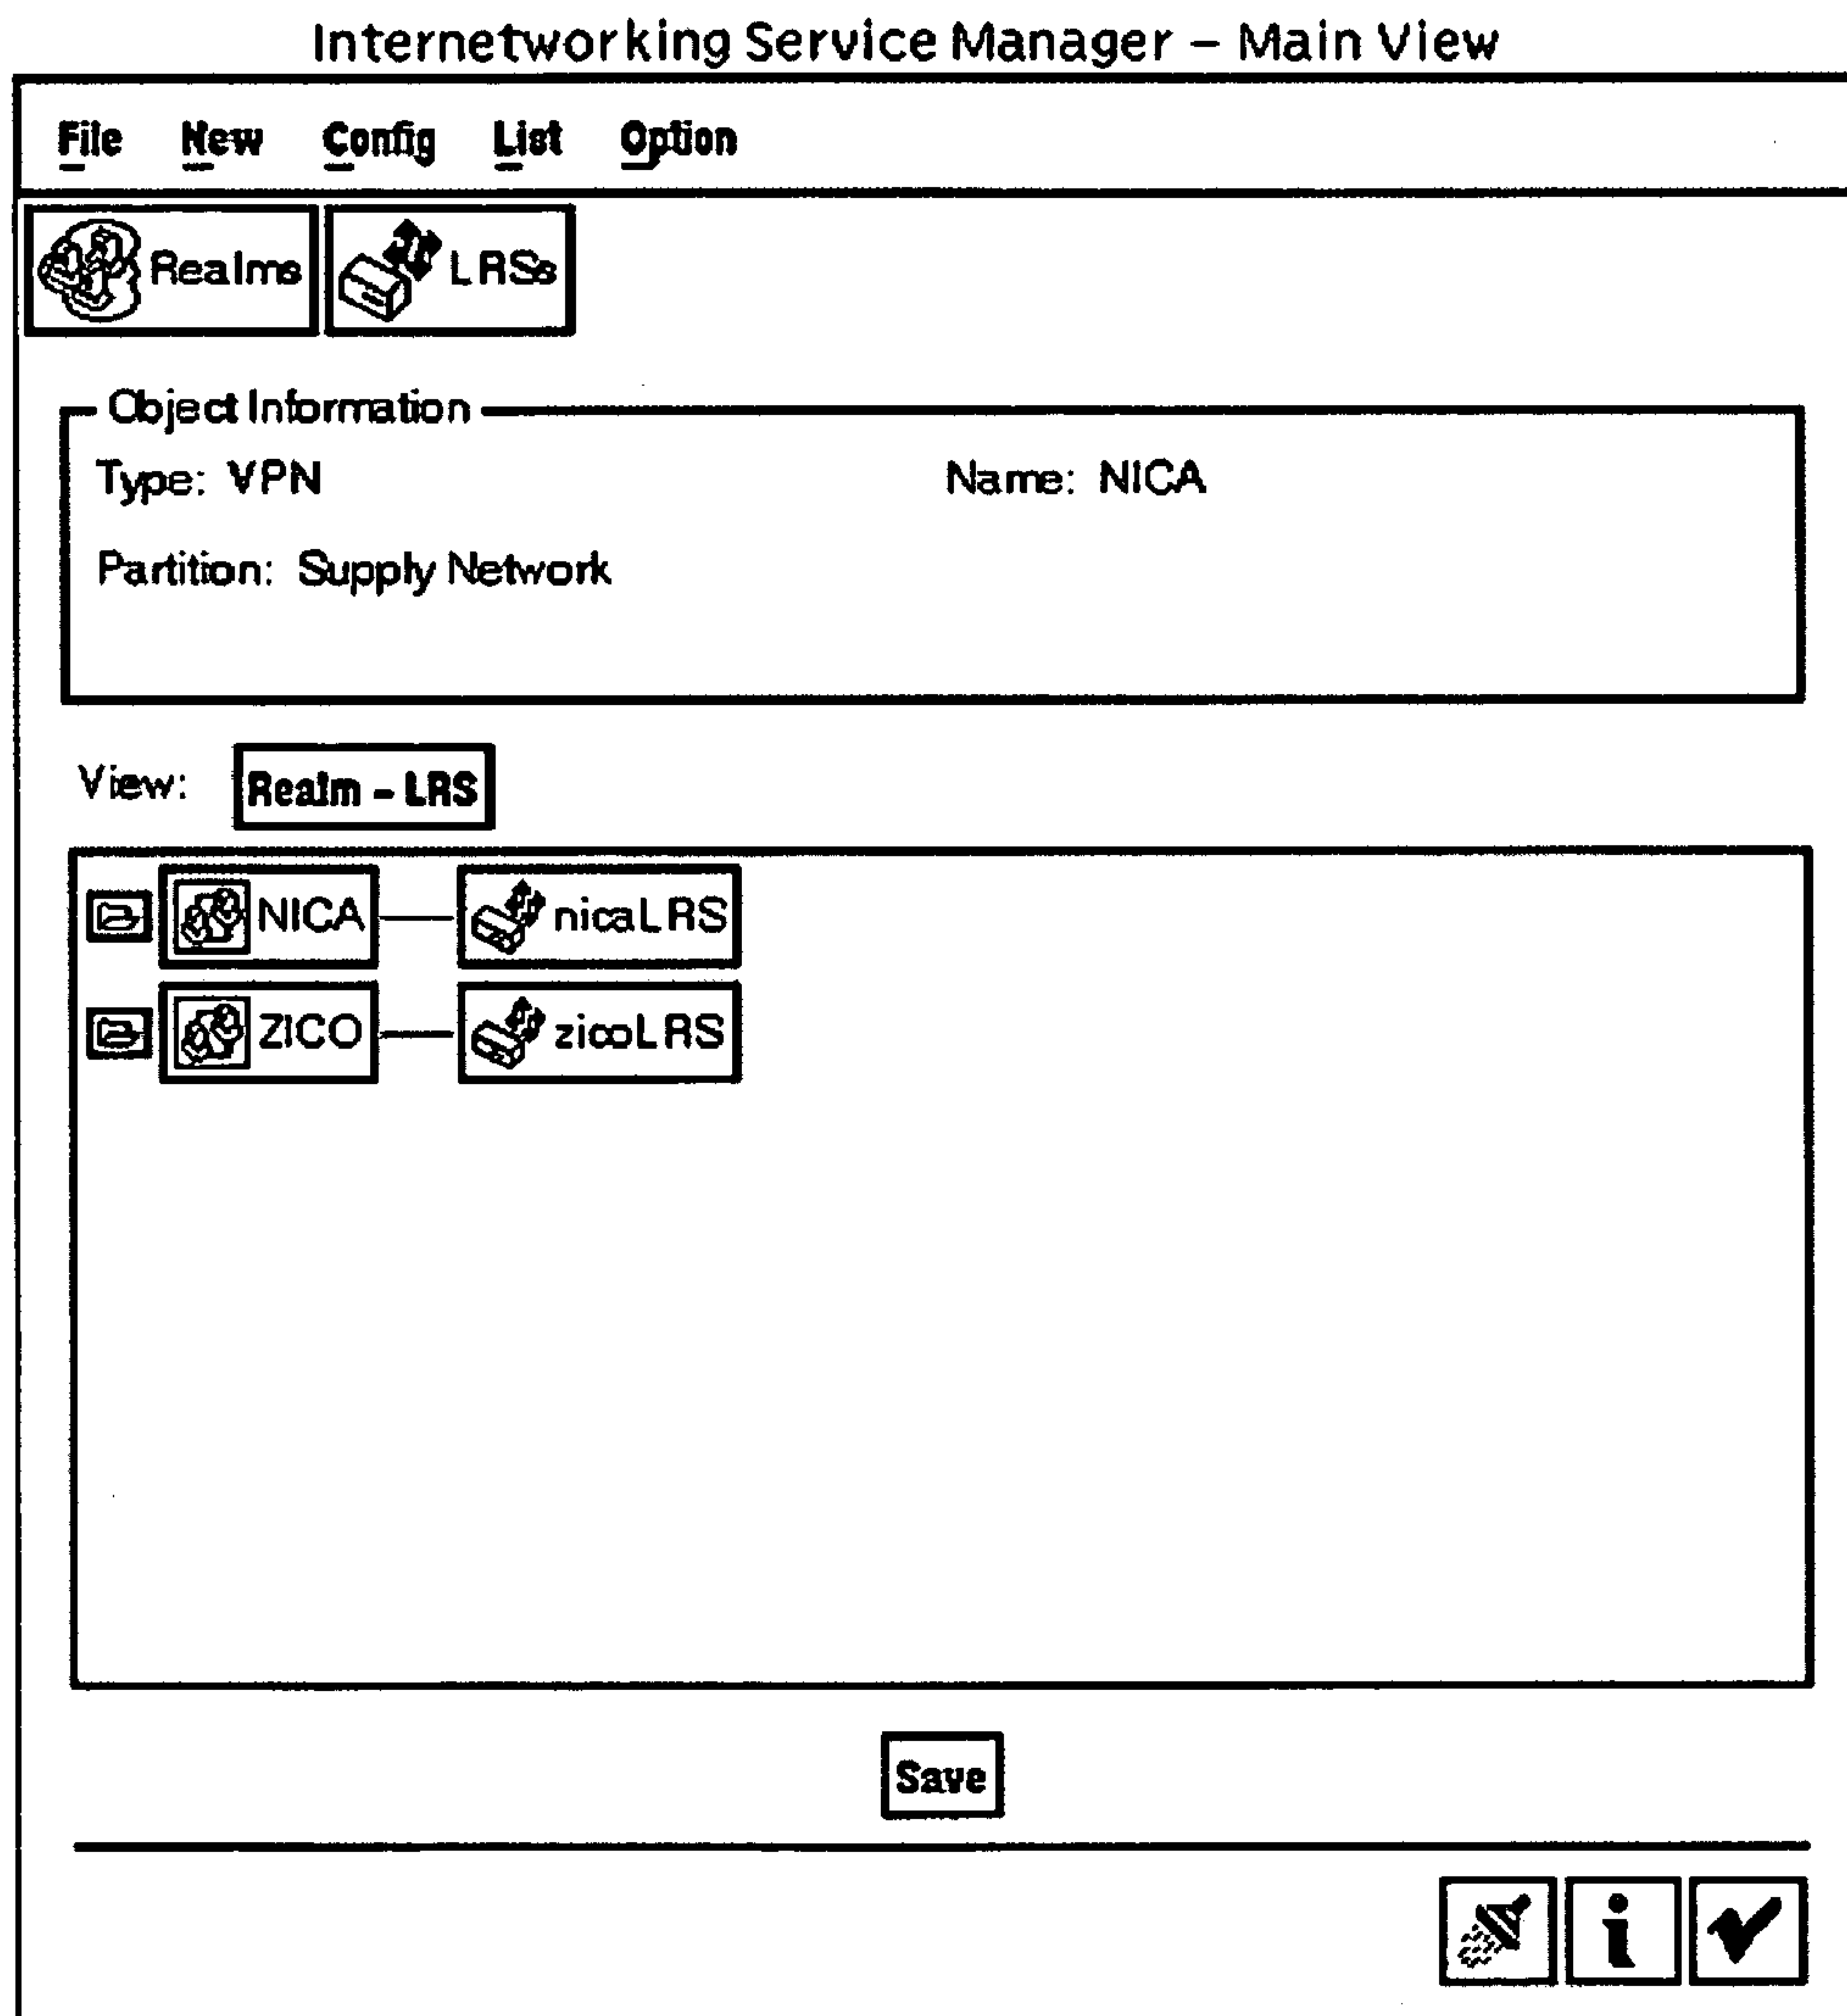 Internetworking Service Manager – Main View
File New Config List Option
Realms LRSs
Object Information
Type: VPN Name: NICA
Partition: Supply Network
View: Realm – LRS
NICA nicaLRS
ZICO zicoLRS
Save
i